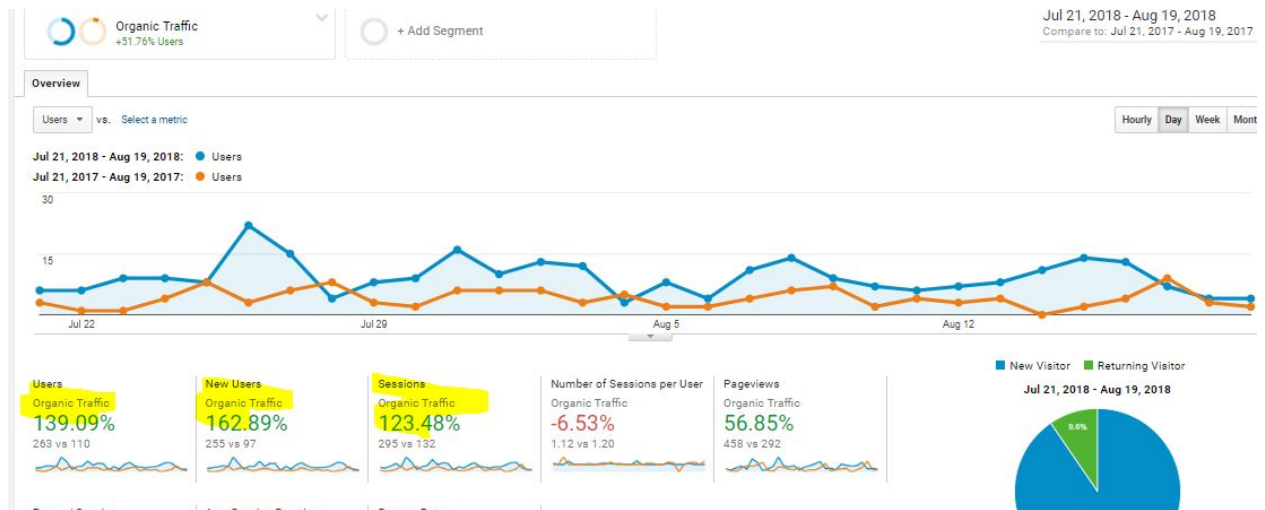 Organic Traffic
+51.76% Users
+ Add Segment
Jul 21, 2018 - Aug 19, 2018
Compare to: Jul 21, 2017 - Aug 19, 2017
Overview
Users vs. Select a metric
Hourly Day Week Mont
Jul 21, 2018 - Aug 19, 2018: Users
Jul 21, 2017 - Aug 19, 2017: Users
30
15
Jul 22 Jul 29 Aug 5 Aug 12
Users
Organic Traffic
139.09%
263 vs 110
New Users
Organic Traffic
162.89%
255 vs 97
Sessions
Organic Traffic
123.48%
295 vs 132
Number of Sessions per User
Organic Traffic
-6.53%
1.12 vs 1.20
Pageviews
Organic Traffic
56.85%
458 vs 292
New Visitor Returning Visitor
Jul 21, 2018 - Aug 19, 2018
9.6%